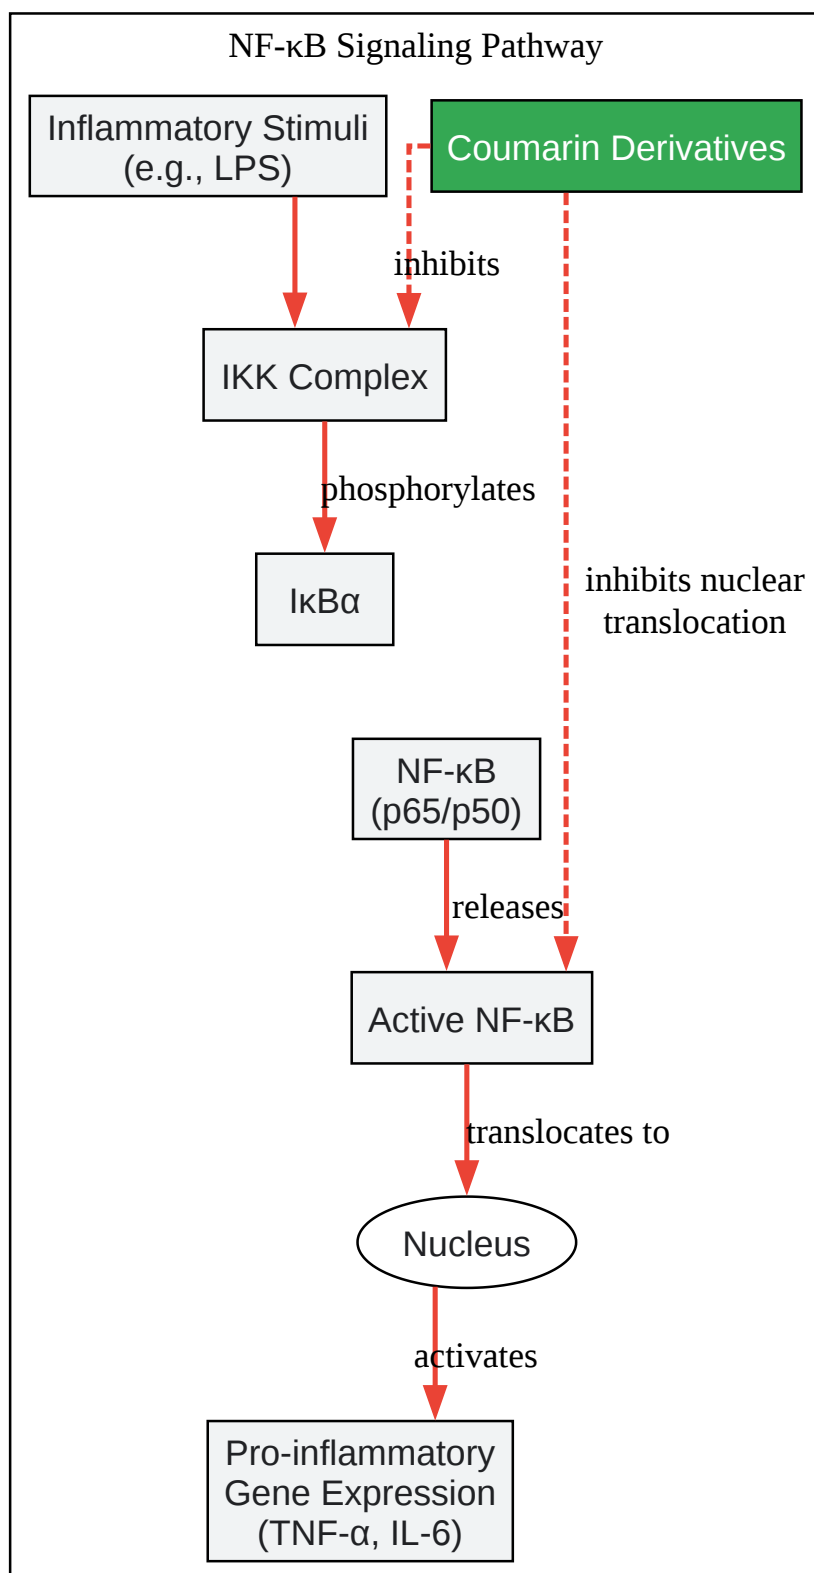 NF-κB Signaling Pathway
Inflammatory Stimuli
(e.g., LPS)
Coumarin Derivatives
inhibits
IKK Complex
phosphorylates
IκBα
inhibits nuclear
translocation
NF-κB
(p65/p50)
releases
Active NF-κB
translocates to
Nucleus
activates
Pro-inflammatory
Gene Expression
(TNF-α, IL-6)